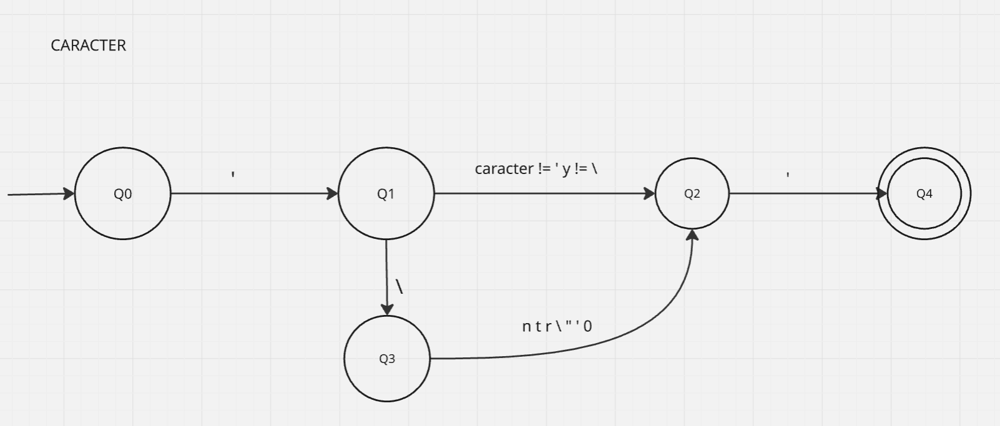 CARACTER
'
caracter != ' y != \
'
Q0
Q1
Q2
Q4
\
n t r \ " ' 0
Q3